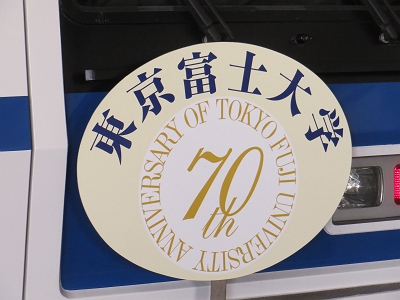 東京富士大学
ANNIVERSARY OF TOKYO FUJI UNIVERSITY
70th